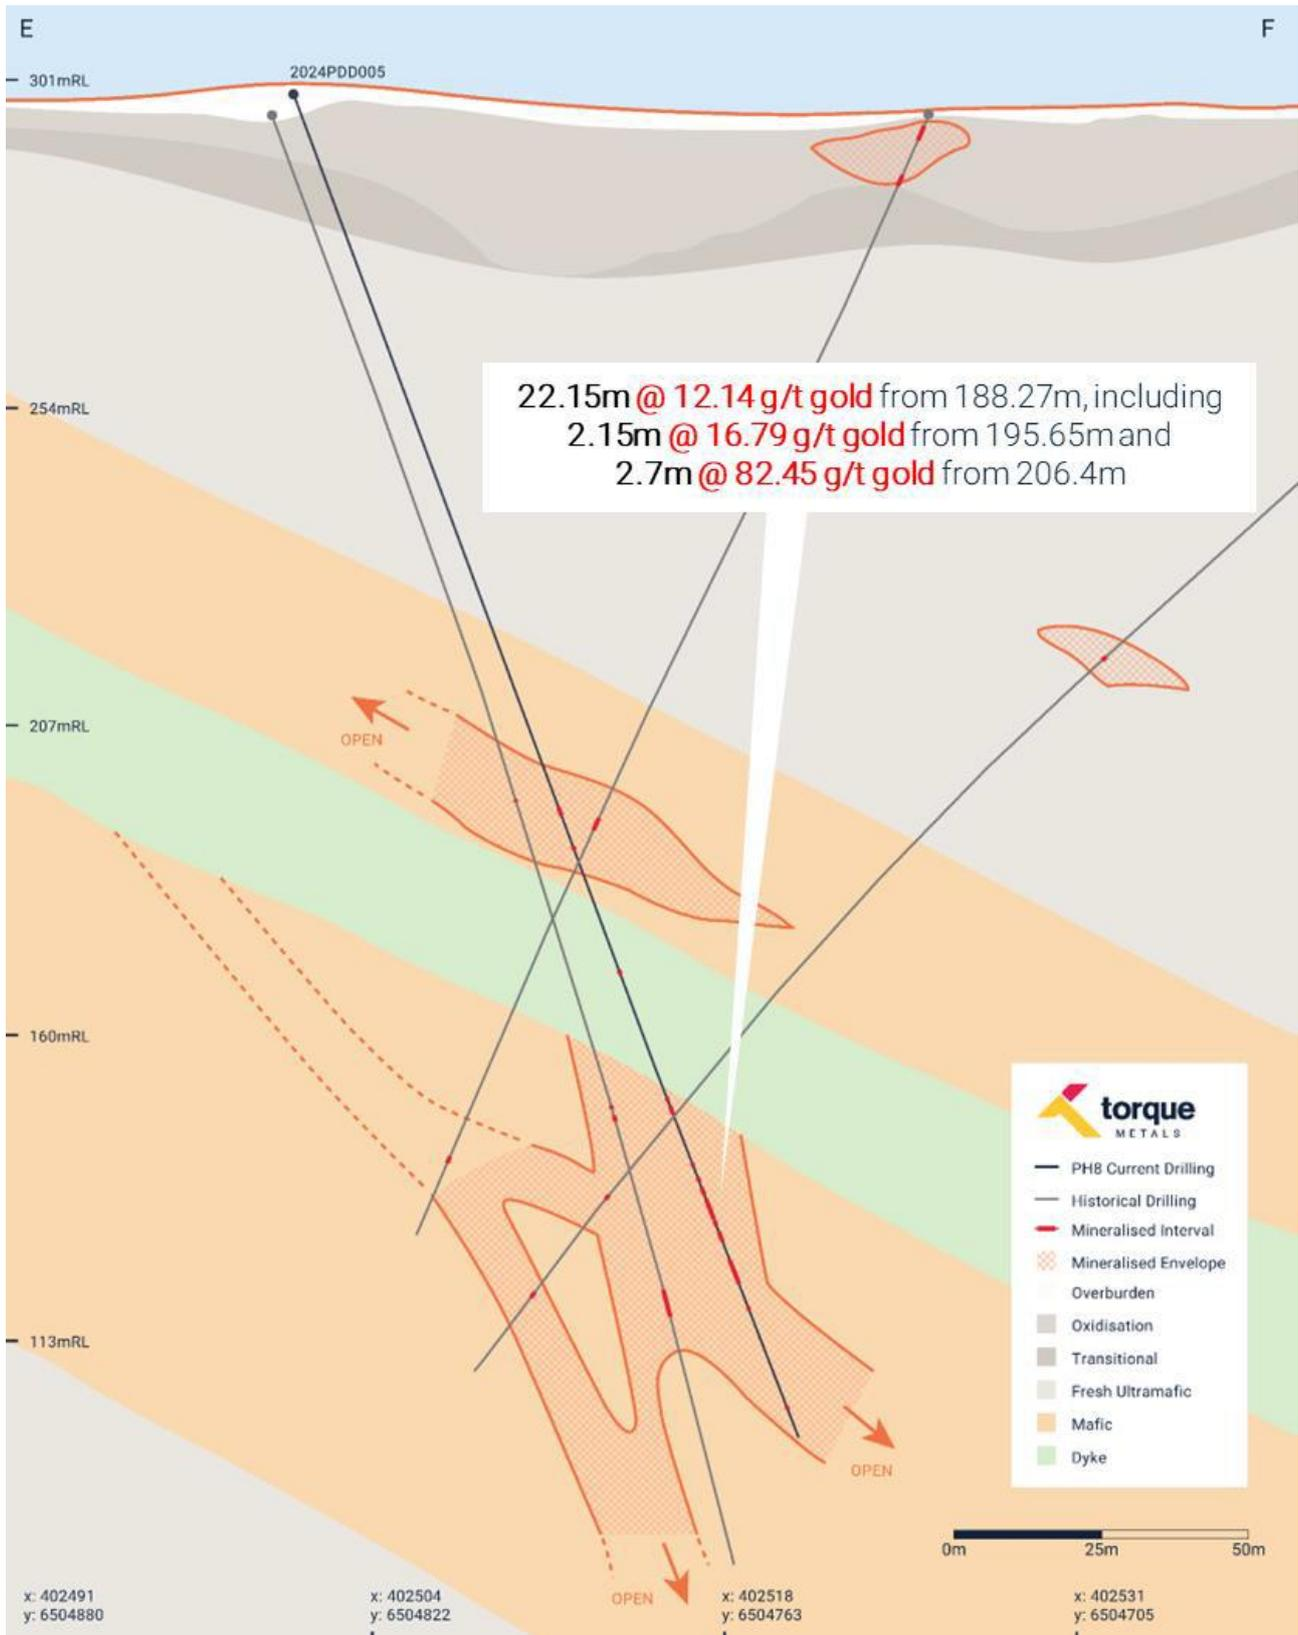 E
F
2024PDD005
301mRL
22.15m @ 12.14 g/t gold from 188.27m, including
2.15m @ 16.79 g/t gold from 195.65m and
2.7m @ 82.45 g/t gold from 206.4m
254mRL
207mRL
OPEN
160mRL
torque
METALS
PH8 Current Drilling
Historical Drilling
Mineralised Interval
Mineralised Envelope
Overburden
Oxidisation
Transitional
Fresh Ultramafic
Mafic
Dyke
113mRL
OPEN
0m 25m 50m
OPEN
x: 402491
y: 6504880
x: 402504
y: 6504822
x: 402518
y: 6504763
x: 402531
y: 6504705